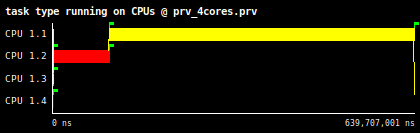 task type running on CPUs @ prv_4cores.prv
CPU 1.1
CPU 1.2
CPU 1.3
CPU 1.4
0 ns 639,707,001 ns